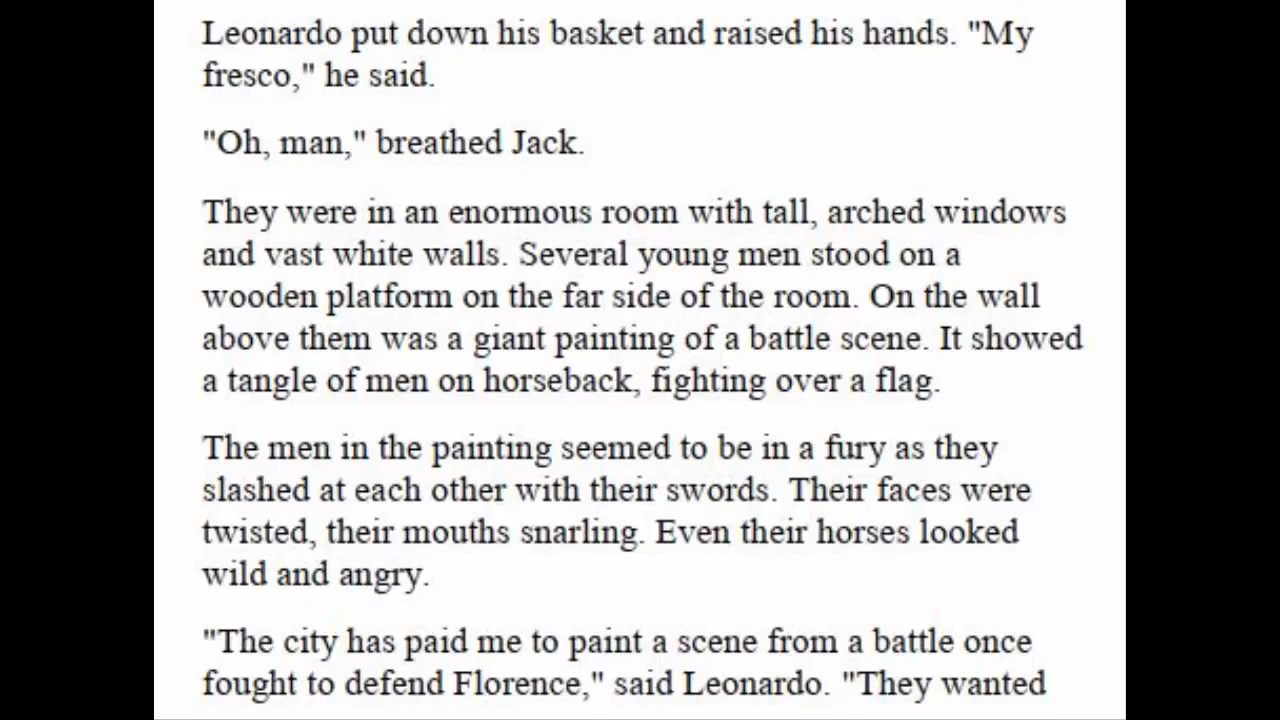 Leonardo put down his basket and raised his hands. "My
fresco," he said.
"Oh, man," breathed Jack.
They were in an enormous room with tall, arched windows
and vast white walls. Several young men stood on a
wooden platform on the far side of the room. On the wall
above them was a giant painting of a battle scene. It showed
a tangle of men on horseback, fighting over a flag.
The men in the painting seemed to be in a fury as they
slashed at each other with their swords. Their faces were
twisted, their mouths snarling. Even their horses looked
wild and angry.
"The city has paid me to paint a scene from a battle once
fought to defend Florence," said Leonardo. "They wanted